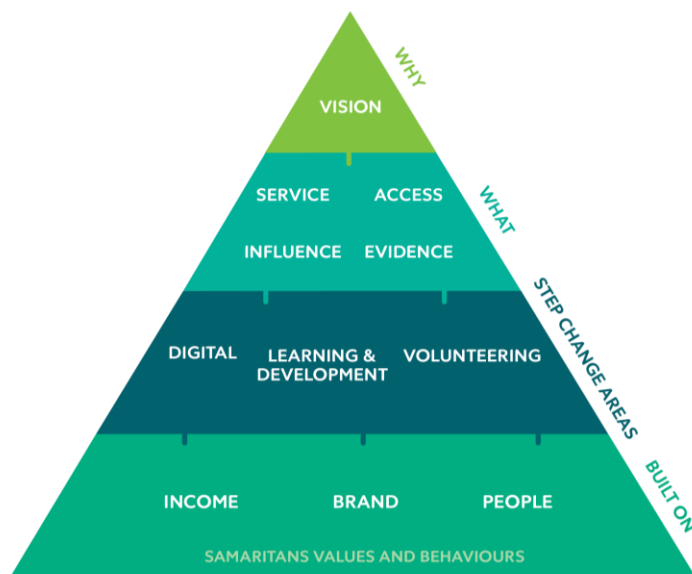 WHY
VISION
SERVICE ACCESS
WHAT
INFLUENCE EVIDENCE
STEP CHANGE AREAS
DIGITAL LEARNING & VOLUNTEERING
DEVELOPMENT
BUILT ON
INCOME BRAND PEOPLE
SAMARITANS VALUES AND BEHAVIOURS